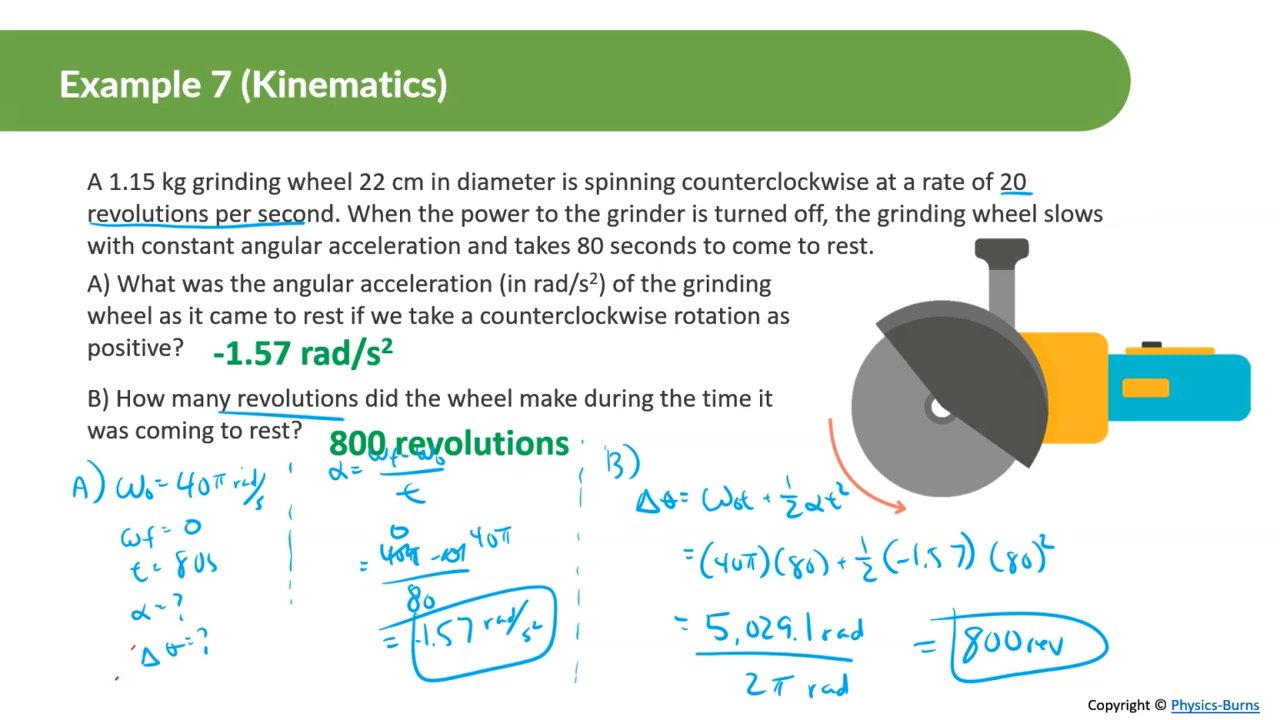 Example 7 (Kinematics)
A 1.15 kg grinding wheel 22 cm in diameter is spinning counterclockwise at a rate of 20
revolutions per second. When the power to the grinder is turned off, the grinding wheel slows
with constant angular acceleration and takes 80 seconds to come to rest.
A) What was the angular acceleration (in rad/s²) of the grinding
wheel as it came to rest if we take a counterclockwise rotation as
positive? -1.57 rad/s²
B) How many revolutions did the wheel make during the time it
was coming to rest? 800 revolutions
A) ω₀ = 40π rad/s
ωf = 0
t = 80s
α = ?
Δθ = ?
α = ωf - ω₀
t
0
= 40π
80
= -1.57 rad/s²
B)
Δθ = ω₀t + ½αt²
= (40π)(80) + ½(-1.57)(80)²
= 5,029.1 rad
2π rad
= 800 rev
Copyright © Physics-Burns